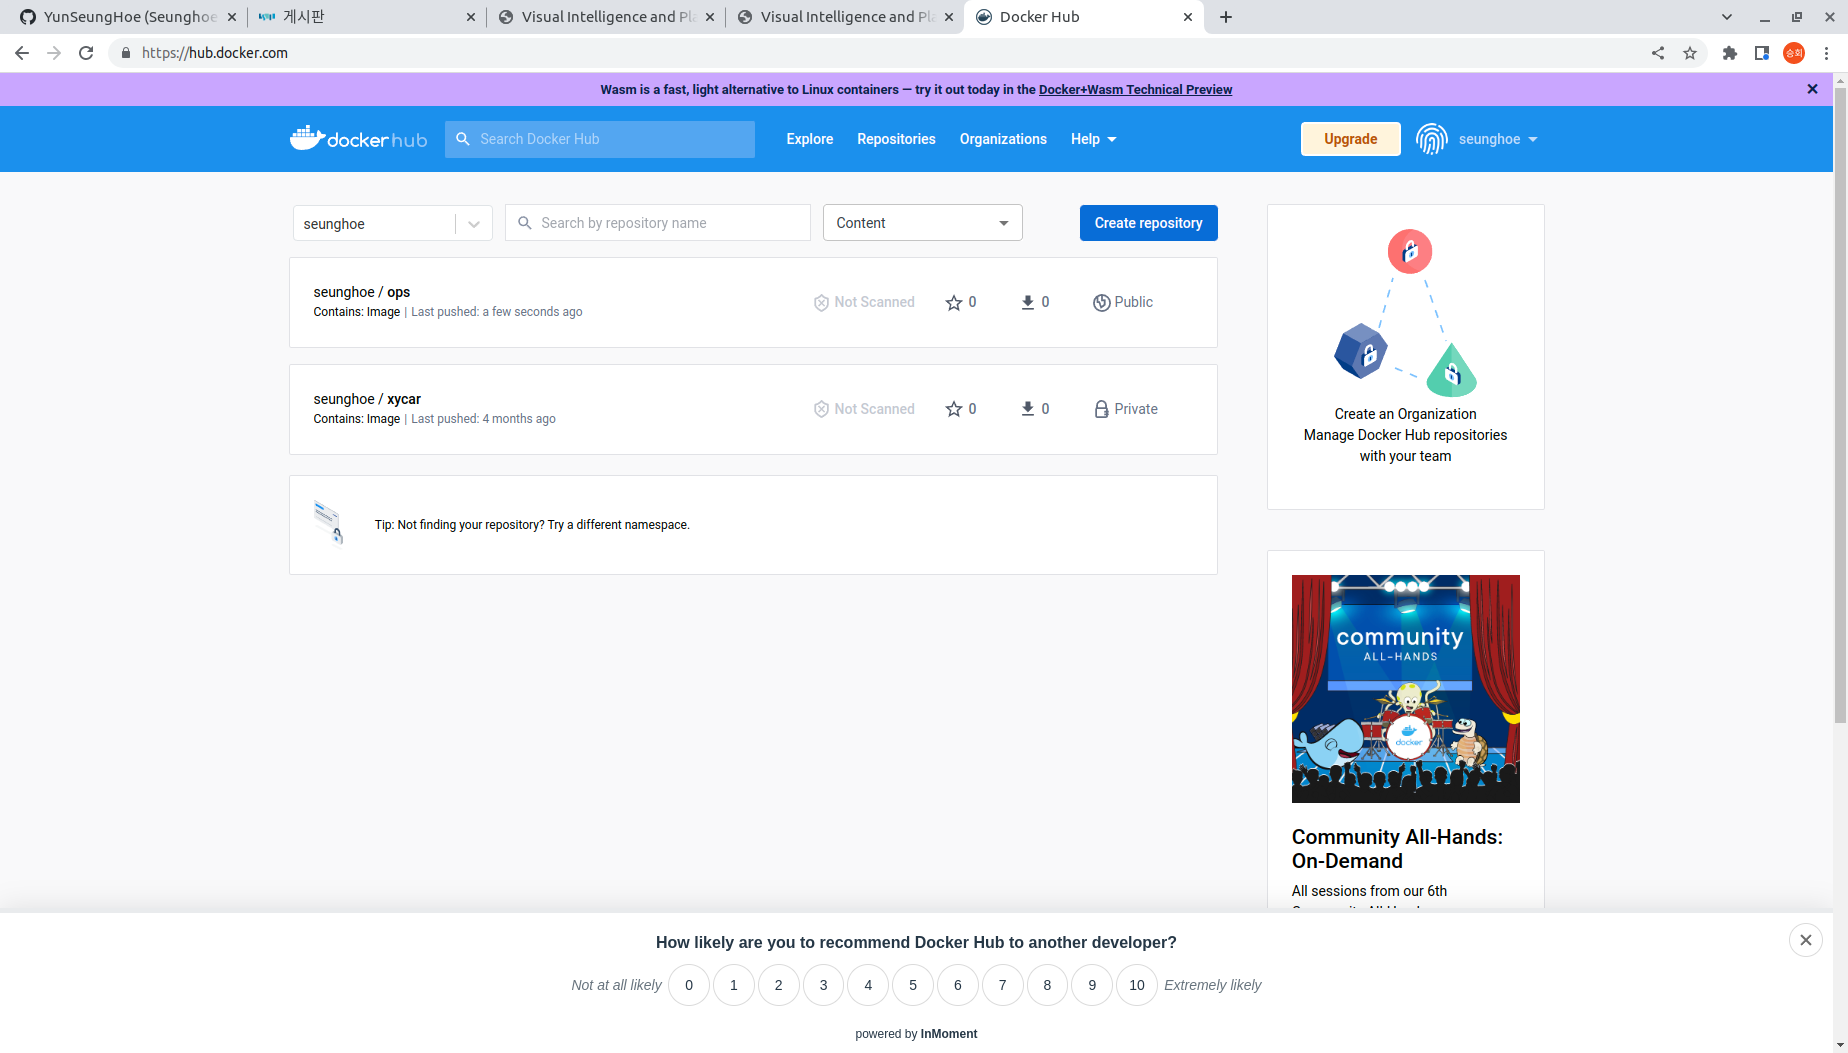 YunSeungHoe (Seunghoe
게시판
Visual Intelligence and Pla
Visual Intelligence and Pla
Docker Hub
https://hub.docker.com
승회
Wasm is a fast, light alternative to Linux containers — try it out today in the Docker+Wasm Technical Preview
docker hub
Search Docker Hub
Explore
Repositories
Organizations
Help
Upgrade
seunghoe
seunghoe
Search by repository name
Content
Create repository
seunghoe / ops
Contains: Image | Last pushed: a few seconds ago
Not Scanned
0
0
Public
seunghoe / xycar
Contains: Image | Last pushed: 4 months ago
Not Scanned
0
0
Private
Tip: Not finding your repository? Try a different namespace.
Create an Organization
Manage Docker Hub repositories
with your team
community
ALL-HANDS
docker
Community All-Hands:
On-Demand
All sessions from our 6th
How likely are you to recommend Docker Hub to another developer?
Not at all likely 0 1 2 3 4 5 6 7 8 9 10 Extremely likely
powered by InMoment